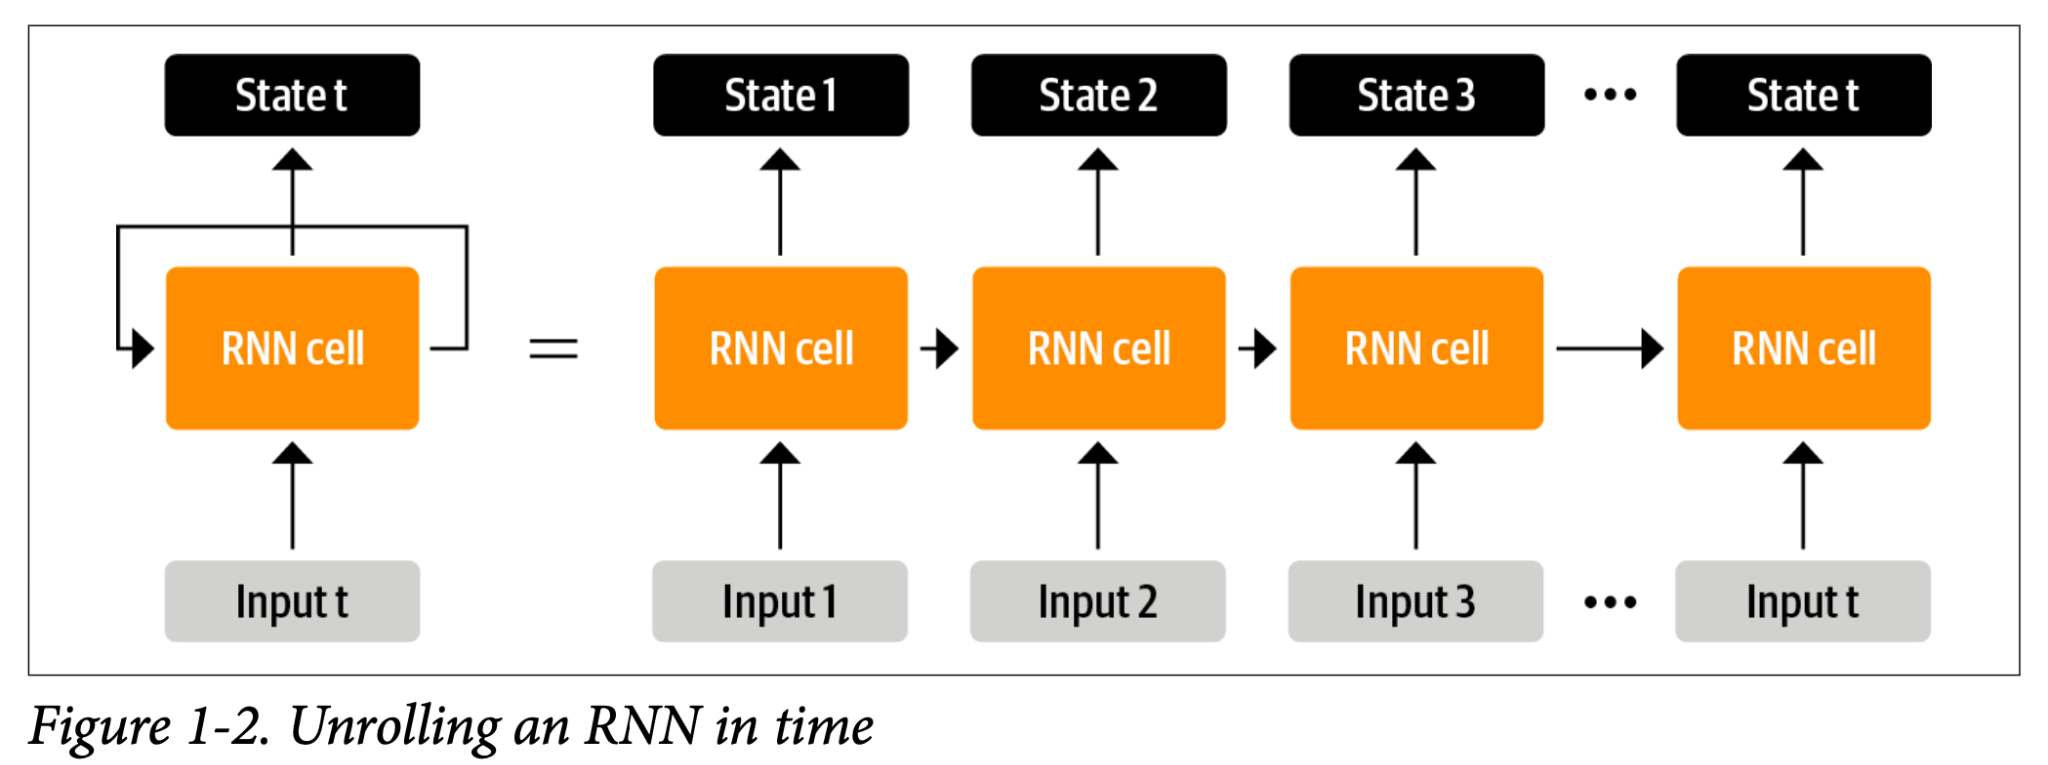 State t State 1 State 2 State 3 ••• State t
RNN cell = RNN cell RNN cell RNN cell RNN cell
Input t Input 1 Input 2 Input 3 ••• Input t
Figure 1-2. Unrolling an RNN in time